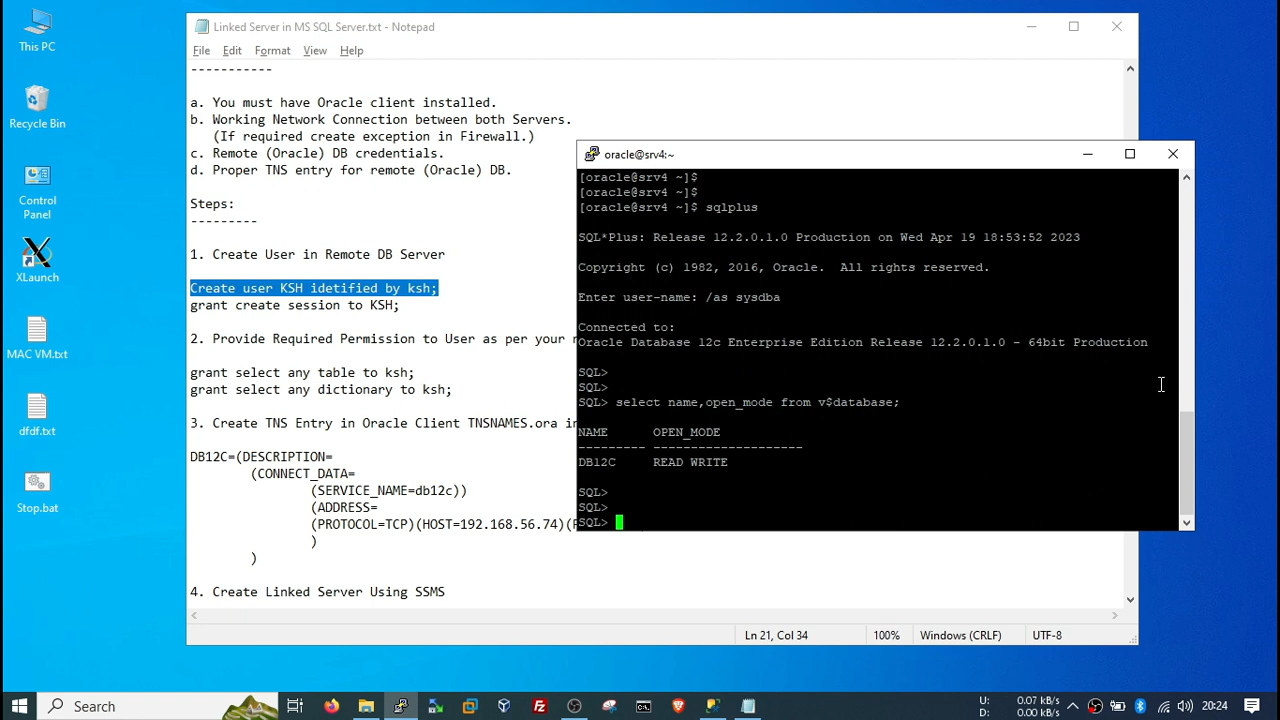 This PC
Recycle Bin
Control
Panel
XLaunch
MAC VM.txt
dfdf.txt
Stop.bat
Linked Server in MS SQL Server.txt - Notepad
File Edit Format View Help
-----------
a. You must have Oracle client installed.
b. Working Network Connection between both Servers.
(If required create exception in Firewall.)
c. Remote (Oracle) DB credentials.
d. Proper TNS entry for remote (Oracle) DB.
Steps:
---------
1. Create User in Remote DB Server
Create user KSH idetified by ksh;
grant create session to KSH;
2. Provide Required Permission to User as per your
grant select any table to ksh;
grant select any dictionary to ksh;
3. Create TNS Entry in Oracle Client TNSNAMES.ora
DB12C=(DESCRIPTION=
(CONNECT_DATA=
(SERVICE_NAME=db12c))
(ADDRESS=
(PROTOCOL=TCP)(HOST=192.168.56.74)
)
)
4. Create Linked Server Using SSMS
Ln 21, Col 34 100% Windows (CRLF) UTF-8
oracle@srv4:~
[oracle@srv4 ~]$
[oracle@srv4 ~]$
[oracle@srv4 ~]$ sqlplus
SQL*Plus: Release 12.2.0.1.0 Production on Wed Apr 19 18:53:52 2023
Copyright (c) 1982, 2016, Oracle.  All rights reserved.
Enter user-name: /as sysdba
Connected to:
Oracle Database 12c Enterprise Edition Release 12.2.0.1.0 - 64bit Production
SQL>
SQL>
SQL> select name,open_mode from v$database;
NAME OPEN_MODE
--------- --------------------
DB12C READ WRITE
SQL>
SQL>
SQL>
Search
U: 0.07 kB/s
D: 0.00 kB/s
20:24